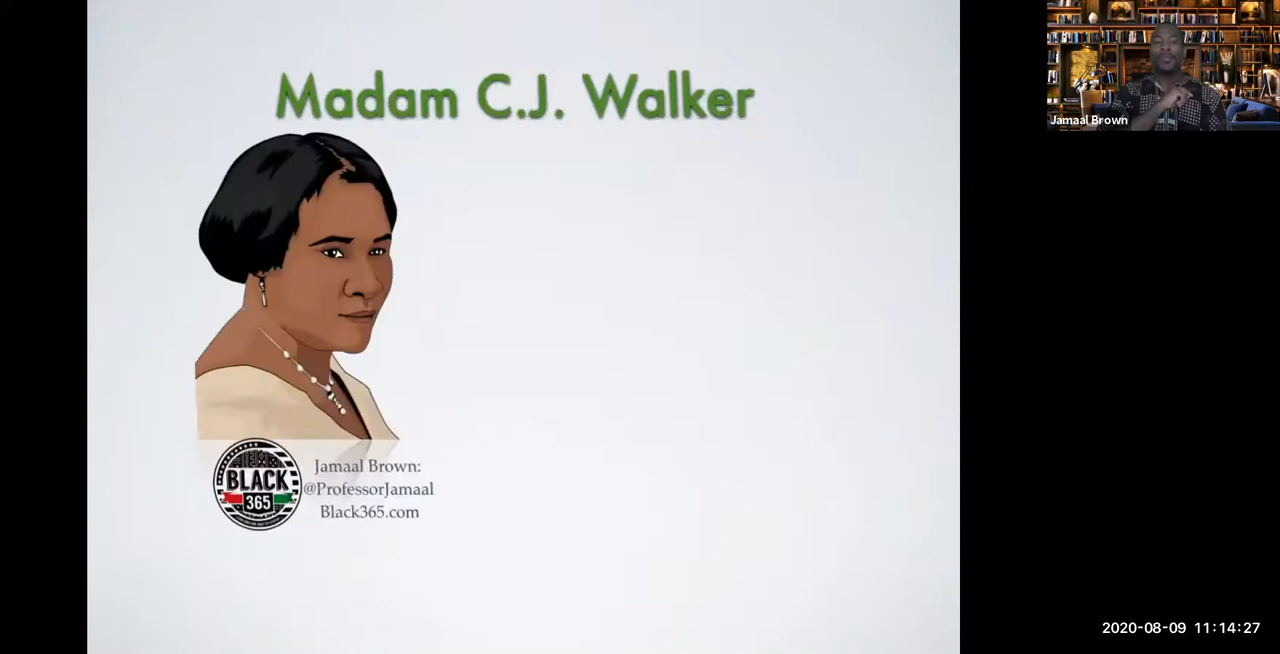 Madam C.J. Walker
Jamaal Brown
BLACK
365
Jamaal Brown:
@ProfessorJamaal
Black365.com
2020-08-09 11:14:27